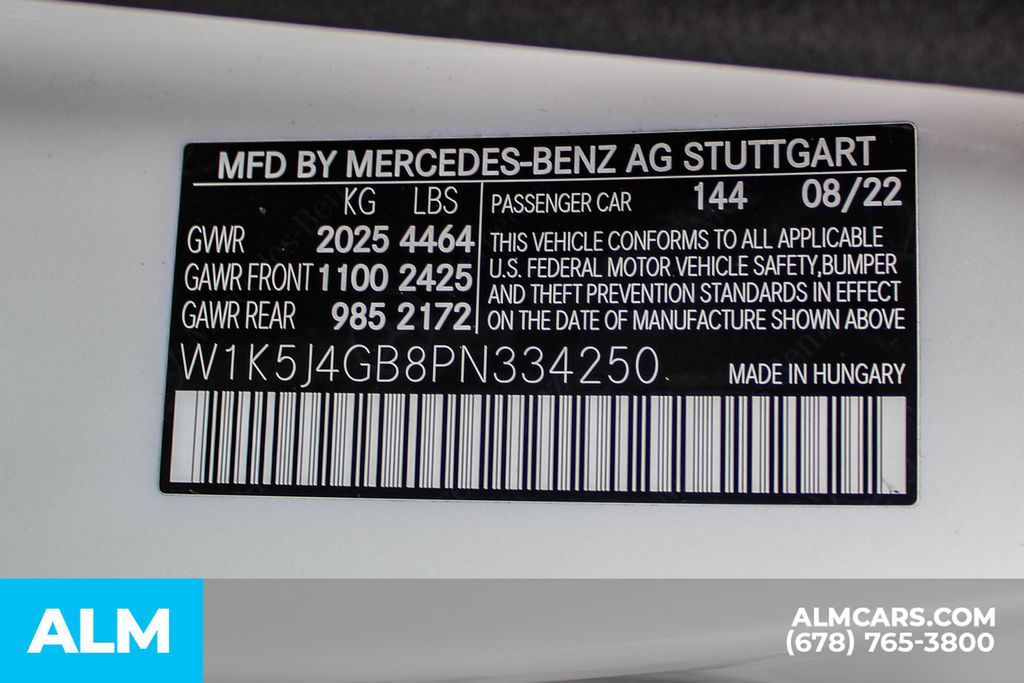 MFD BY MERCEDES-BENZ AG STUTTGART
KG LBS
GVWR 2025 4464
GAWR FRONT 1100 2425
GAWR REAR 985 2172
PASSENGER CAR 144 08/22
THIS VEHICLE CONFORMS TO ALL APPLICABLE
U.S. FEDERAL MOTOR VEHICLE SAFETY,BUMPER
AND THEFT PREVENTION STANDARDS IN EFFECT
ON THE DATE OF MANUFACTURE SHOWN ABOVE
W1K5J4GB8PN334250
MADE IN HUNGARY
ALM
ALMCARS.COM
(678) 765-3800